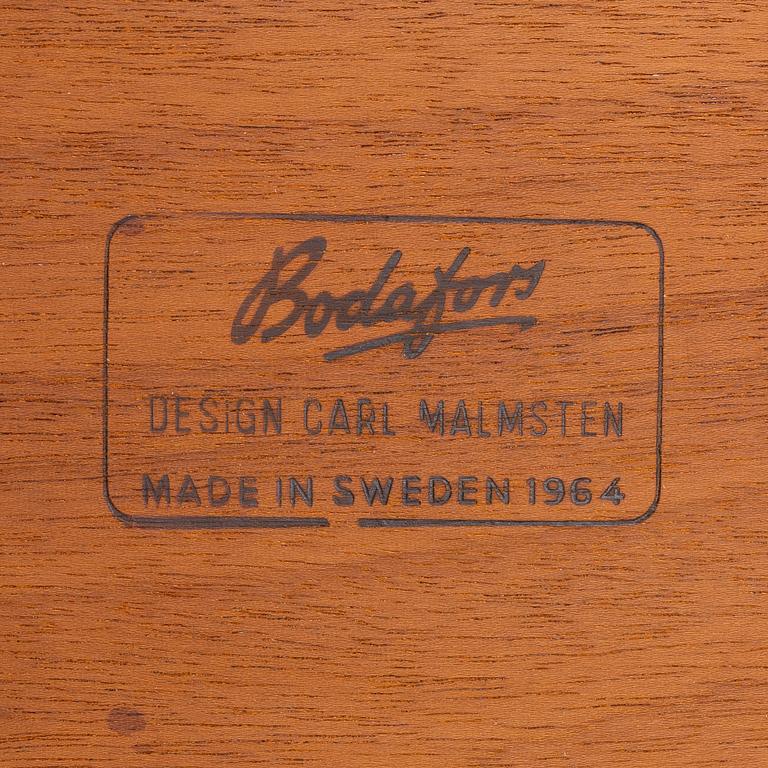 Bodafors
DESIGN CARL MALMSTEN
MADE IN SWEDEN 1964